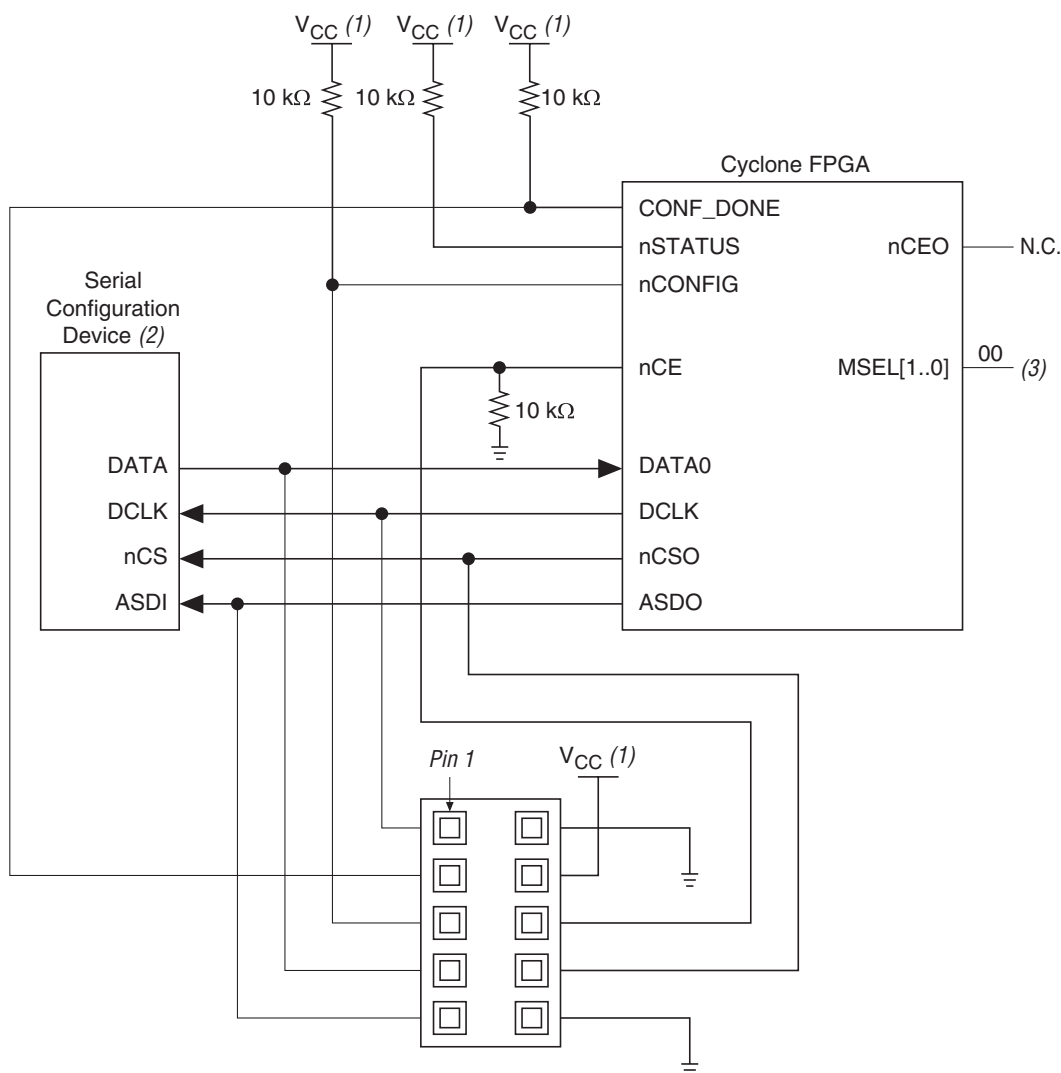 VCC (1)
VCC (1)
VCC (1)
10 kΩ
10 kΩ
10 kΩ
Cyclone FPGA
CONF_DONE
nSTATUS
nCEO
N.C.
nCONFIG
Serial
Configuration
Device (2)
nCE
MSEL[1..0]
00
(3)
10 kΩ
DATA
DATA0
DCLK
DCLK
nCS
nCSO
ASDI
ASDO
Pin 1
VCC (1)